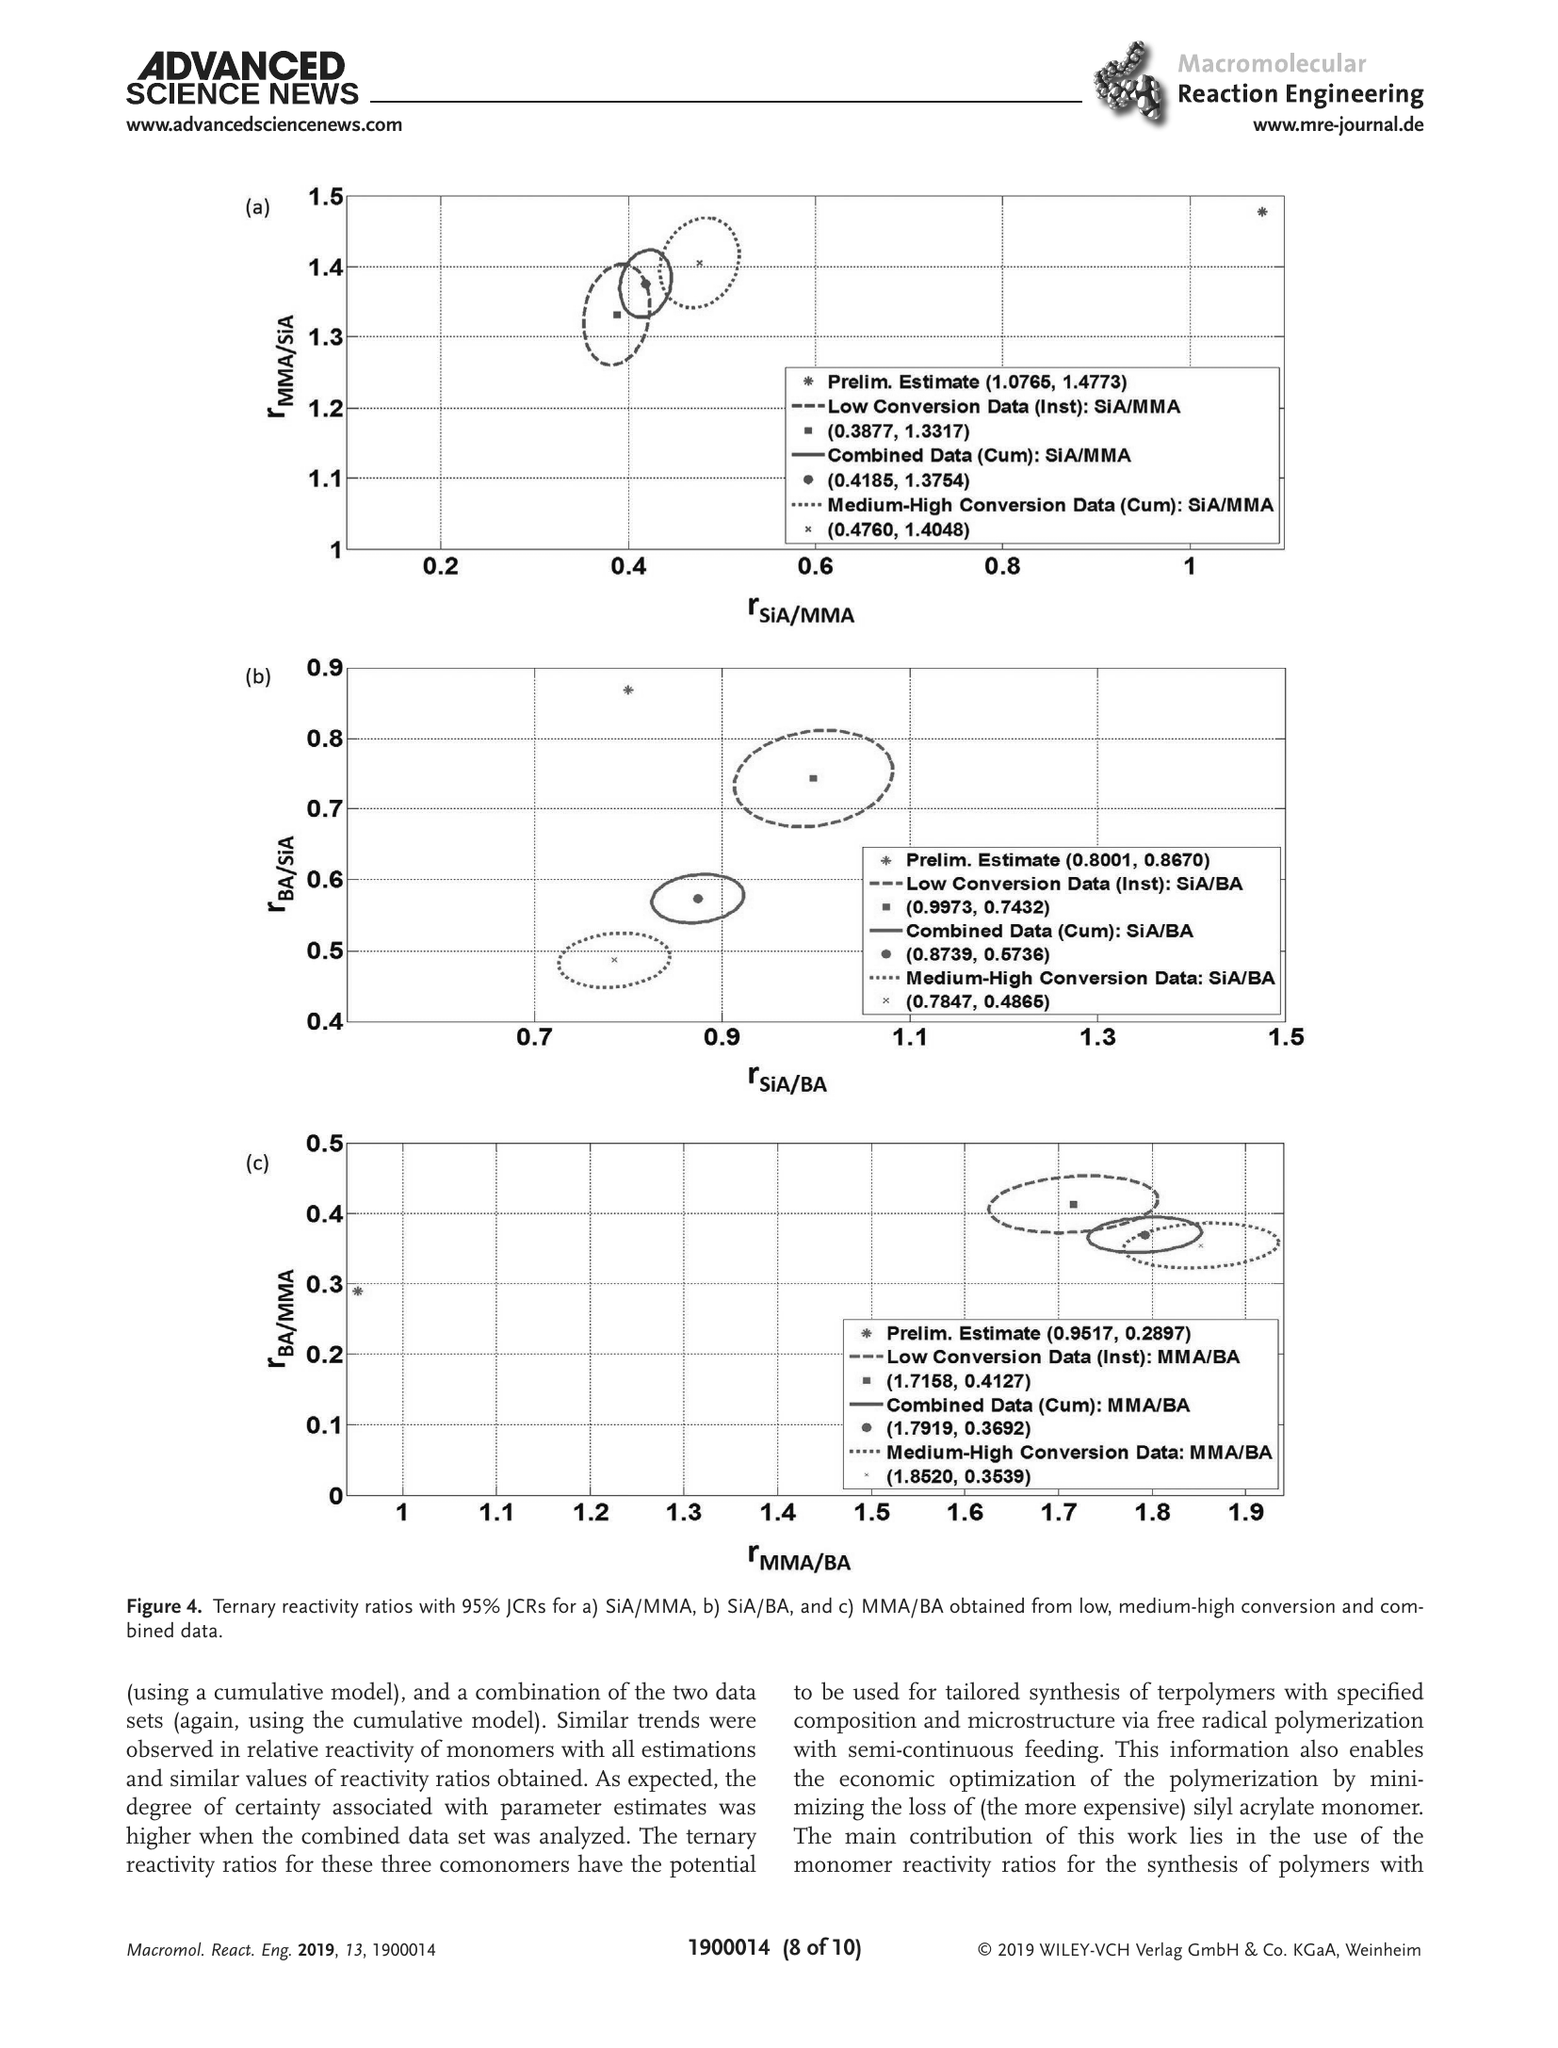 ADVANCED
SCIENCE NEWS
www.advancedsciencenews.com
Macromolecular
Reaction Engineering
www.mre-journal.de
(a)
1.5
1.4
1.3
1.2
1.1
1
r MMA/SiA
Prelim. Estimate (1.0765, 1.4773)
Low Conversion Data (Inst): SiA/MMA
(0.3877, 1.3317)
Combined Data (Cum): SiA/MMA
(0.4185, 1.3754)
Medium-High Conversion Data (Cum): SiA/MMA
(0.4760, 1.4048)
0.2 0.4 0.6 0.8 1
r SiA/MMA
(b)
0.9
0.8
0.7
0.6
0.5
0.4
r BA/SiA
Prelim. Estimate (0.8001, 0.8670)
Low Conversion Data (Inst): SiA/BA
(0.9973, 0.7432)
Combined Data (Cum): SiA/BA
(0.8739, 0.5736)
Medium-High Conversion Data: SiA/BA
(0.7847, 0.4865)
0.7 0.9 1.1 1.3 1.5
r SiA/BA
(c)
0.5
0.4
0.3
0.2
0.1
0
r BA/MMA
Prelim. Estimate (0.9517, 0.2897)
Low Conversion Data (Inst): MMA/BA
(1.7158, 0.4127)
Combined Data (Cum): MMA/BA
(1.7919, 0.3692)
Medium-High Conversion Data: MMA/BA
(1.8520, 0.3539)
1 1.1 1.2 1.3 1.4 1.5 1.6 1.7 1.8 1.9
r MMA/BA
Figure 4. Ternary reactivity ratios with 95% JCRs for a) SiA/MMA, b) SiA/BA, and c) MMA/BA obtained from low, medium-high conversion and com-
bined data.
(using a cumulative model), and a combination of the two data
sets (again, using the cumulative model). Similar trends were
observed in relative reactivity of monomers with all estimations
and similar values of reactivity ratios obtained. As expected, the
degree of certainty associated with parameter estimates was
higher when the combined data set was analyzed. The ternary
reactivity ratios for these three comonomers have the potential
to be used for tailored synthesis of terpolymers with specified
composition and microstructure via free radical polymerization
with semi-continuous feeding. This information also enables
the economic optimization of the polymerization by mini-
mizing the loss of (the more expensive) silyl acrylate monomer.
The main contribution of this work lies in the use of the
monomer reactivity ratios for the synthesis of polymers with
Macromol. React. Eng. 2019, 13, 1900014
1900014 (8 of 10)
© 2019 WILEY-VCH Verlag GmbH & Co. KGaA, Weinheim